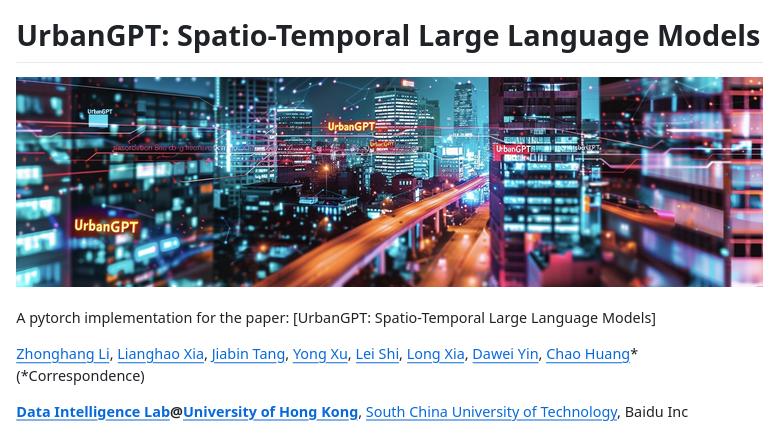 UrbanGPT: Spatio-Temporal Large Language Models
UrbanGPT
UrbanGPT
UrbanGPT
UrbanGPT
UrbanGPT
A pytorch implementation for the paper: [UrbanGPT: Spatio-Temporal Large Language Models]
Zhonghang Li, Lianghao Xia, Jiabin Tang, Yong Xu, Lei Shi, Long Xia, Dawei Yin, Chao Huang*
(*Correspondence)
Data Intelligence Lab@University of Hong Kong, South China University of Technology, Baidu Inc